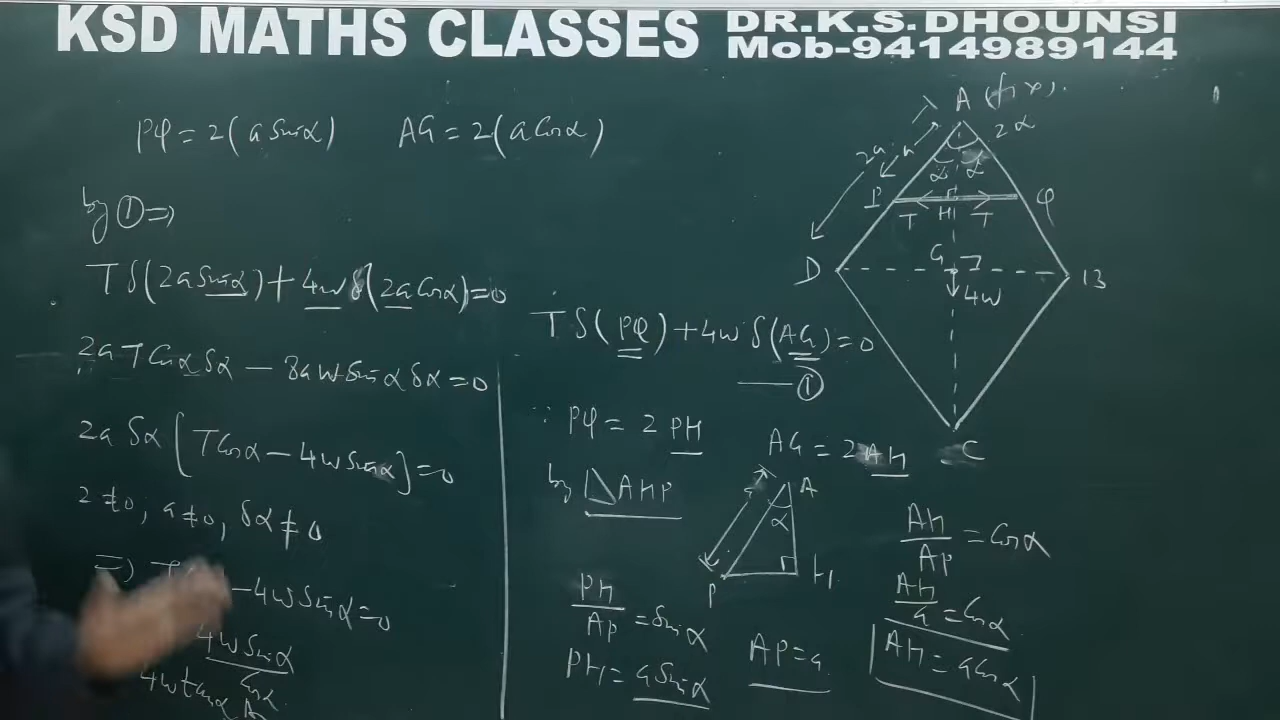 KSD MATHS CLASSES
DR.K.S.DHOUNSI
Mob-9414989144
PQ = 2(a Sinα)   AG = 2(a Cosα)
by ① ⇒
T δ(2a Sinα) + 4w δ(2a Cosα) = 0
2a T Cosα δα − 8a w Sinα δα = 0
2a δα [T Cosα − 4w Sinα] = 0
2 ≠ 0, a ≠ 0, δα ≠ 0
⇒ − 4w Sinα = 0
4w Sinα
Cosα
4w tanα
T δ(PQ) + 4w δ(AG) = 0
— ①
∵ PQ = 2 PH   AG = 2 AH
by △AHP
A
a
α
P
H
PH/AP = Sinα
PH = a Sinα
AP = a
AH/AP = Cosα
AH/a = Cosα
AH = a Cosα
A (fix).
2α
2a
a
α α
P
Q
T H T
D
G
B
4w
C